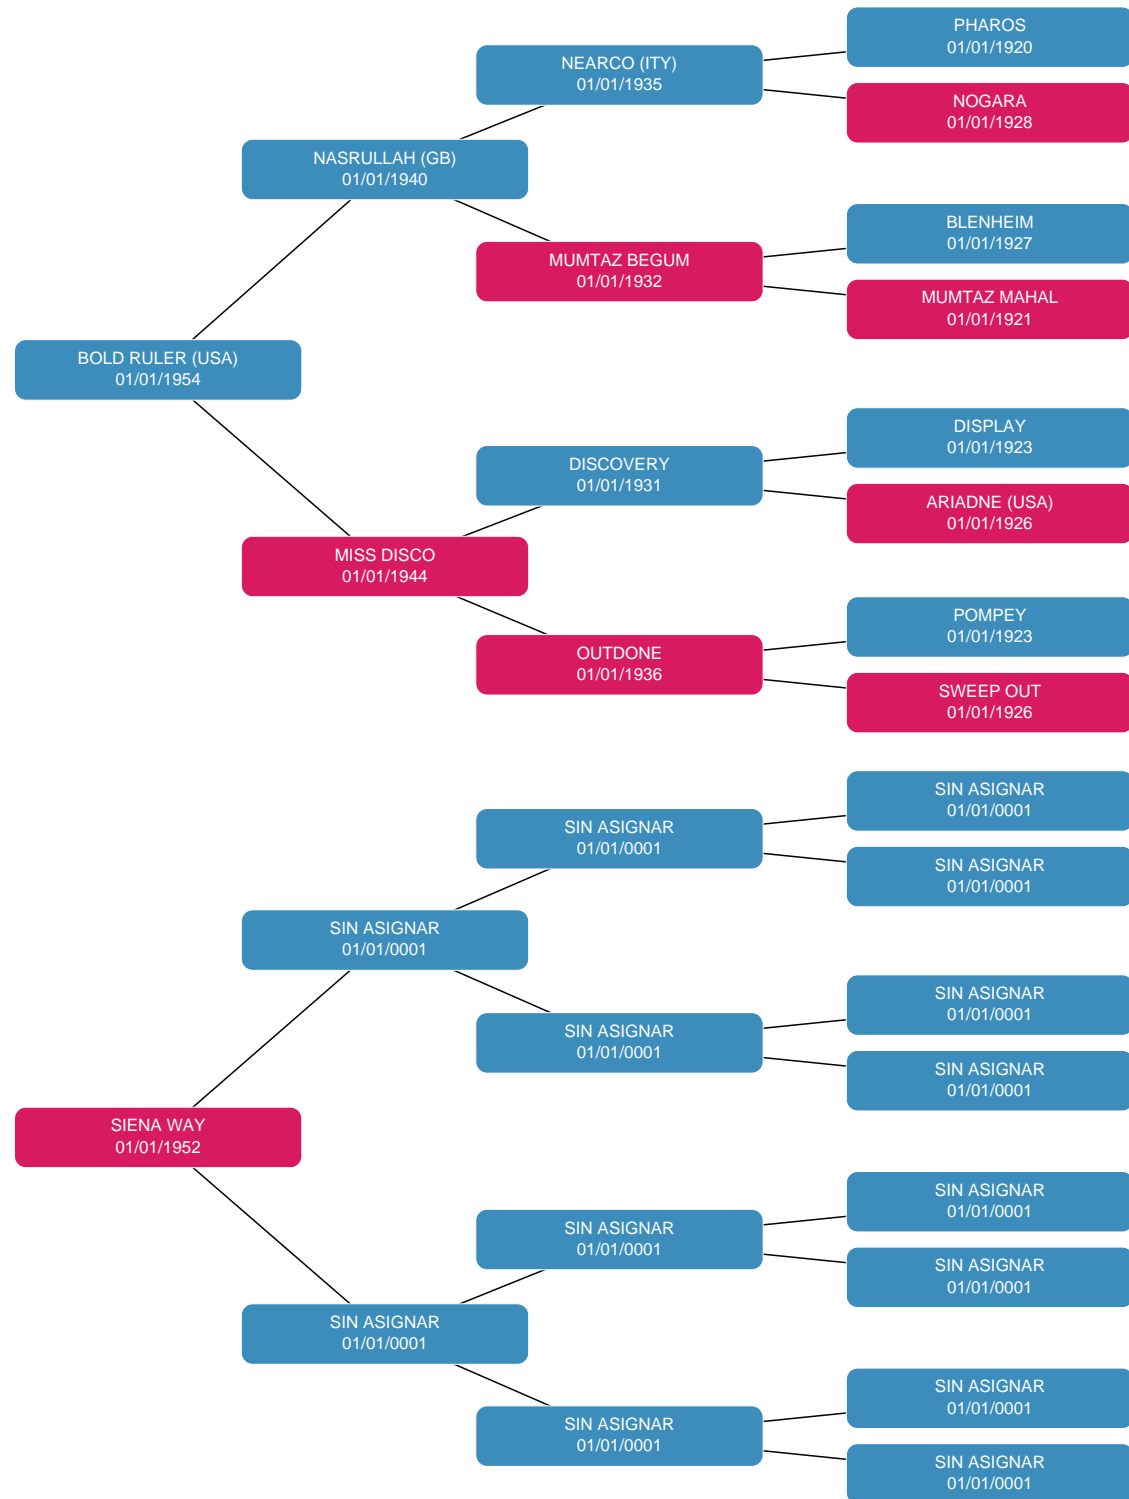 PHAROS
01/01/1920
NEARCO (ITY)
01/01/1935
NOGARA
01/01/1928
NASRULLAH (GB)
01/01/1940
BLENHEIM
01/01/1927
MUMTAZ BEGUM
01/01/1932
MUMTAZ MAHAL
01/01/1921
BOLD RULER (USA)
01/01/1954
DISPLAY
01/01/1923
DISCOVERY
01/01/1931
ARIADNE (USA)
01/01/1926
MISS DISCO
01/01/1944
POMPEY
01/01/1923
OUTDONE
01/01/1936
SWEEP OUT
01/01/1926
SIN ASIGNAR
01/01/0001
SIN ASIGNAR
01/01/0001
SIN ASIGNAR
01/01/0001
SIN ASIGNAR
01/01/0001
SIN ASIGNAR
01/01/0001
SIN ASIGNAR
01/01/0001
SIN ASIGNAR
01/01/0001
SIENA WAY
01/01/1952
SIN ASIGNAR
01/01/0001
SIN ASIGNAR
01/01/0001
SIN ASIGNAR
01/01/0001
SIN ASIGNAR
01/01/0001
SIN ASIGNAR
01/01/0001
SIN ASIGNAR
01/01/0001
SIN ASIGNAR
01/01/0001